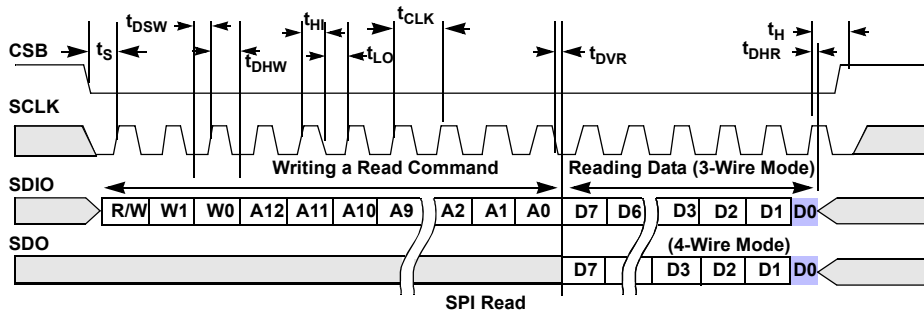 tDSW tHI tCLK tH
CSB tS tDHW tLO tDVR tDHR
SCLK
Writing a Read Command Reading Data (3-Wire Mode)
SDIO
R/W W1 W0 A12 A11 A10 A9 A2 A1 A0 D7 D6 D3 D2 D1 D0
SDO (4-Wire Mode)
D7 D3 D2 D1 D0
SPI Read